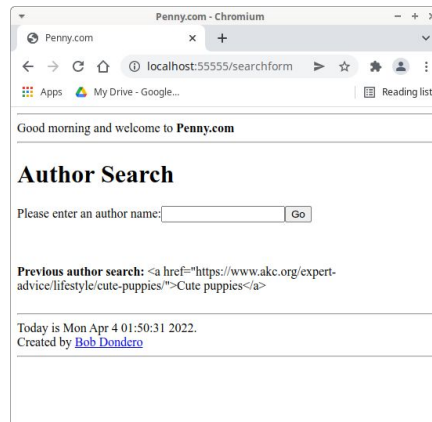 Penny.com - Chromium
Penny.com
localhost:55555/searchform
Apps My Drive - Google... Reading list
Good morning and welcome to Penny.com
Author Search
Please enter an author name: Go
Previous author search: <a href="https://www.akc.org/expert-
advice/lifestyle/cute-puppies/">Cute puppies</a>
Today is Mon Apr 4 01:50:31 2022.
Created by Bob Dondero